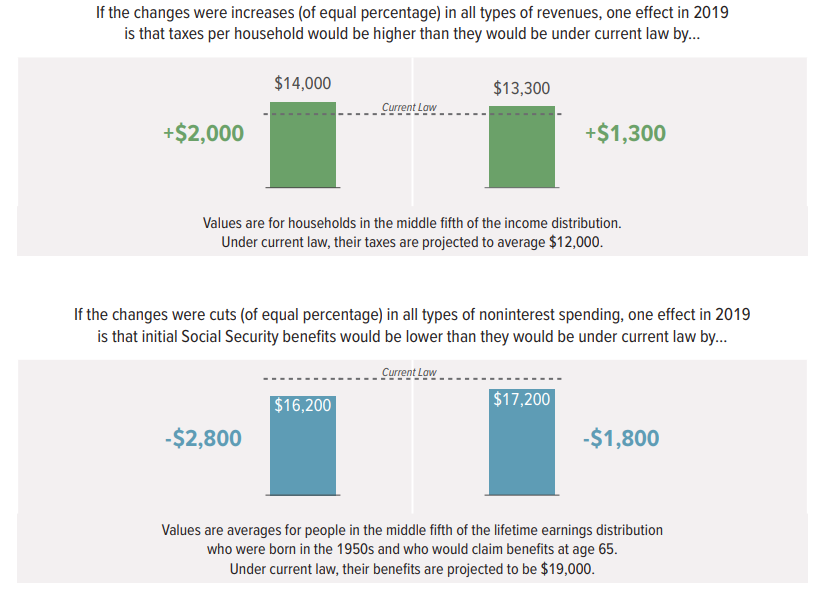 If the changes were increases (of equal percentage) in all types of revenues, one effect in 2019
is that taxes per household would be higher than they would be under current law by...
$14,000
$13,300
Current Law
+$2,000
+$1,300
Values are for households in the middle fifth of the income distribution.
Under current law, their taxes are projected to average $12,000.
If the changes were cuts (of equal percentage) in all types of noninterest spending, one effect in 2019
is that initial Social Security benefits would be lower than they would be under current law by...
Current Law
$16,200
$17,200
-$2,800
-$1,800
Values are averages for people in the middle fifth of the lifetime earnings distribution
who were born in the 1950s and who would claim benefits at age 65.
Under current law, their benefits are projected to be $19,000.